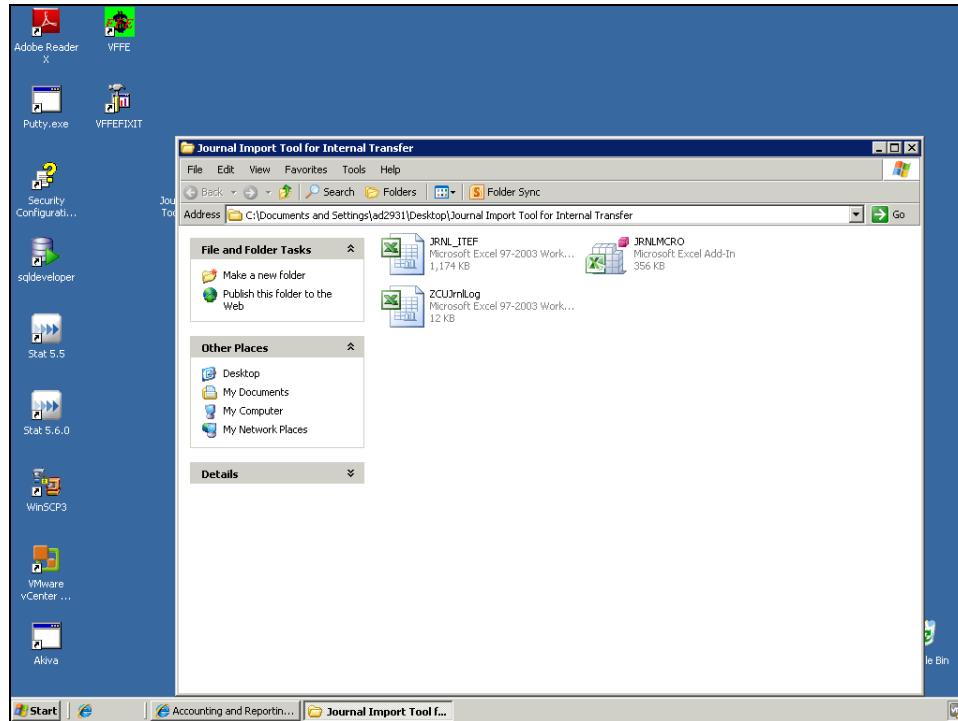 Adobe Reader
X
VFFE
Putty.exe
VFFEFIXIT
Security
Configurati...
Jou
Too
sqldeveloper
Stat 5.5
Stat 5.6.0
WinSCP3
VMware
vCenter ...
Akiva
Journal Import Tool for Internal Transfer
File Edit View Favorites Tools Help
Back Search Folders Folder Sync
Address C:\Documents and Settings\ad2931\Desktop\Journal Import Tool for Internal Transfer Go
File and Folder Tasks
Make a new folder
Publish this folder to the
Web
Other Places
Desktop
My Documents
My Computer
My Network Places
Details
JRNL_ITEF
Microsoft Excel 97-2003 Work...
1,174 KB
JRNLMCRO
Microsoft Excel Add-In
356 KB
ZCUJrnlLog
Microsoft Excel 97-2003 Work...
12 KB
le Bin
Start Accounting and Reportin... Journal Import Tool f...